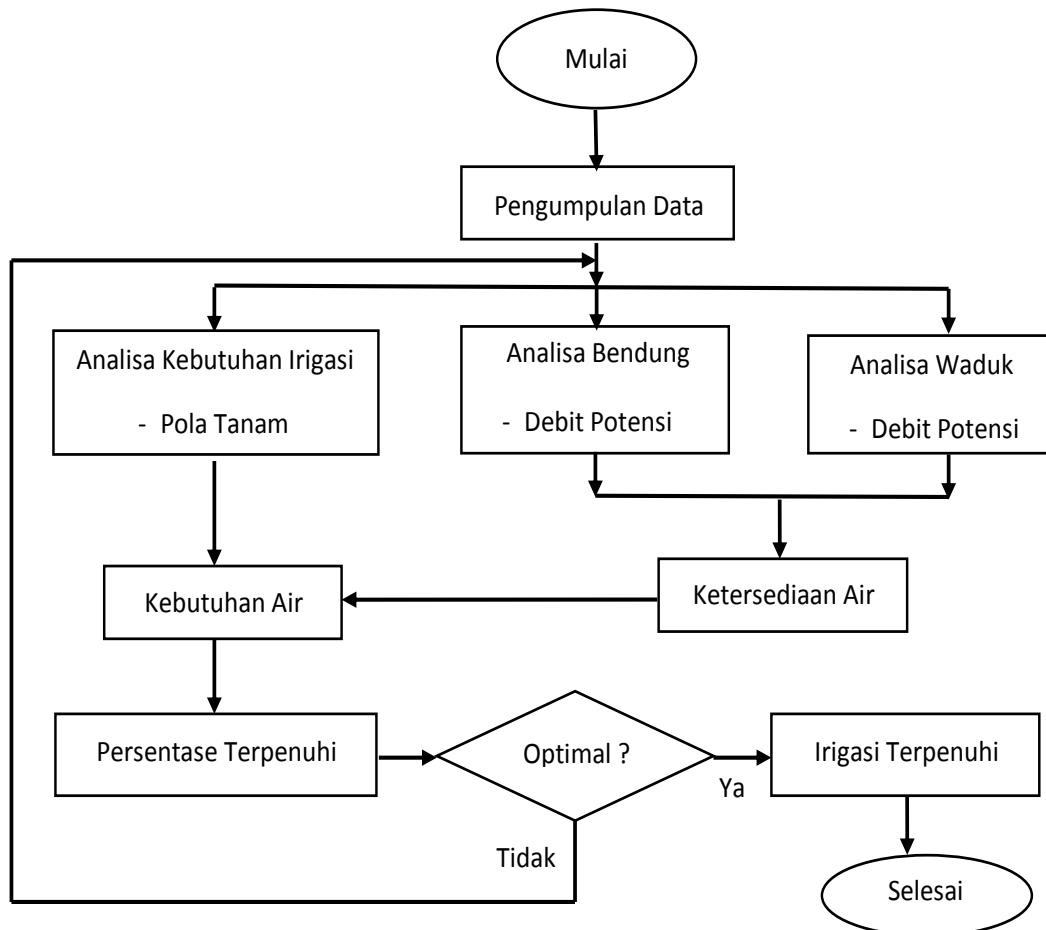 Mulai
Pengumpulan Data
Analisa Kebutuhan Irigasi
- Pola Tanam
Analisa Bendung
- Debit Potensi
Analisa Waduk
- Debit Potensi
Kebutuhan Air
Ketersediaan Air
Persentase Terpenuhi
Optimal ?
Ya
Irigasi Terpenuhi
Tidak
Selesai